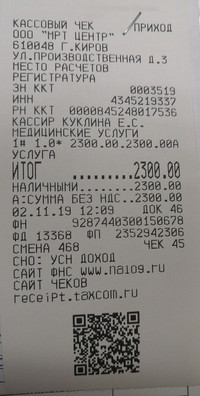 КАССОВЫЙ ЧЕК /ПРИХОД
ООО "МРТ ЦЕНТР"
610048 Г.КИРОВ
УЛ.ПРОИЗВОДСТВЕННАЯ Д.3
МЕСТО РАСЧЕТОВ
РЕГИСТРАТУРА
ЗН ККТ 0003519
ИНН 4345219337
РН ККТ 0000845248017536
КАССИР КУКЛИНА Е.С.
МЕДИЦИНСКИЕ УСЛУГИ
1# 1.0* 2300.00.2300.00А
УСЛУГА
ИТОГ .........2300.00
НАЛИЧНЫМИ.......2300.00
А:СУММА БЕЗ НДС..2300.00
02.11.19 12:09 ДОК 46
ФН 9287440300150678
ФД 13368 ФП 2352942306
СМЕНА 468 ЧЕК 45
СНО: УСН ДОХОД
САЙТ ФНС www.nalog.ru
САЙТ ЧЕКОВ
receipt.taxcom.ru